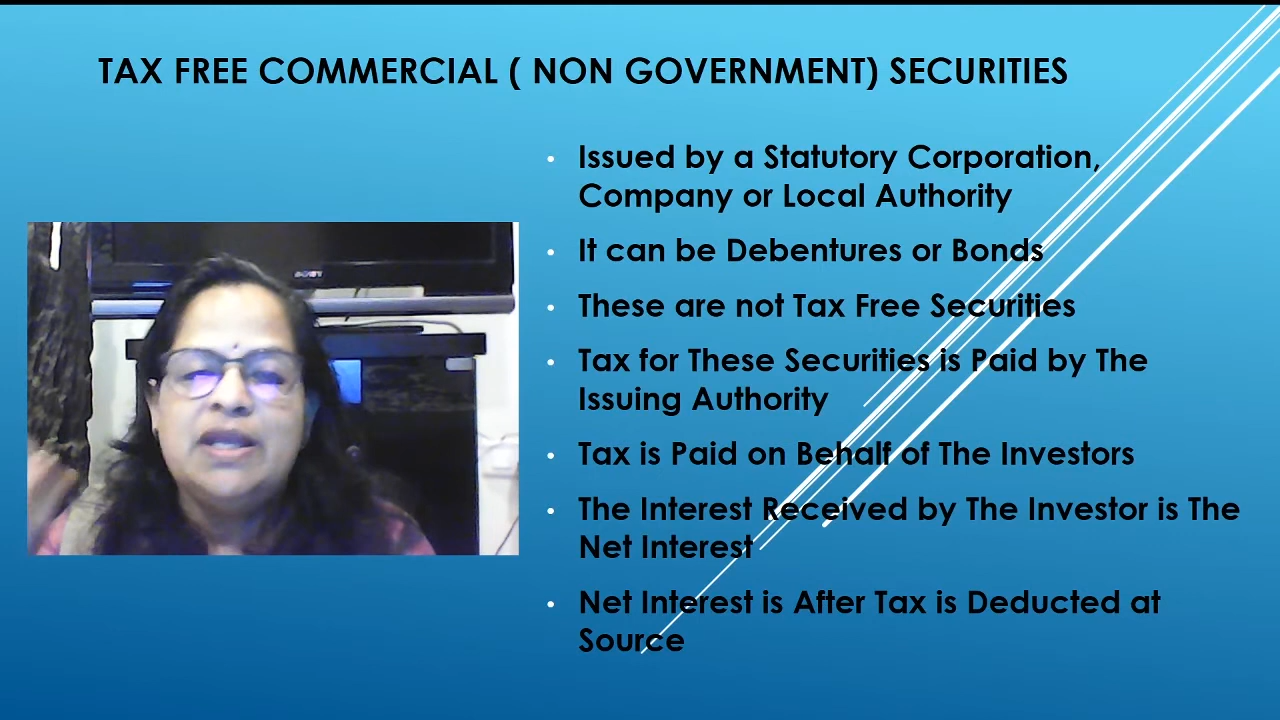 TAX FREE COMMERCIAL ( NON GOVERNMENT) SECURITIES
• Issued by a Statutory Corporation,
Company or Local Authority
• It can be Debentures or Bonds
• These are not Tax Free Securities
• Tax for These Securities is Paid by The
Issuing Authority
• Tax is Paid on Behalf of The Investors
• The Interest Received by The Investor is The
Net Interest
• Net Interest is After Tax is Deducted at
Source
SONY